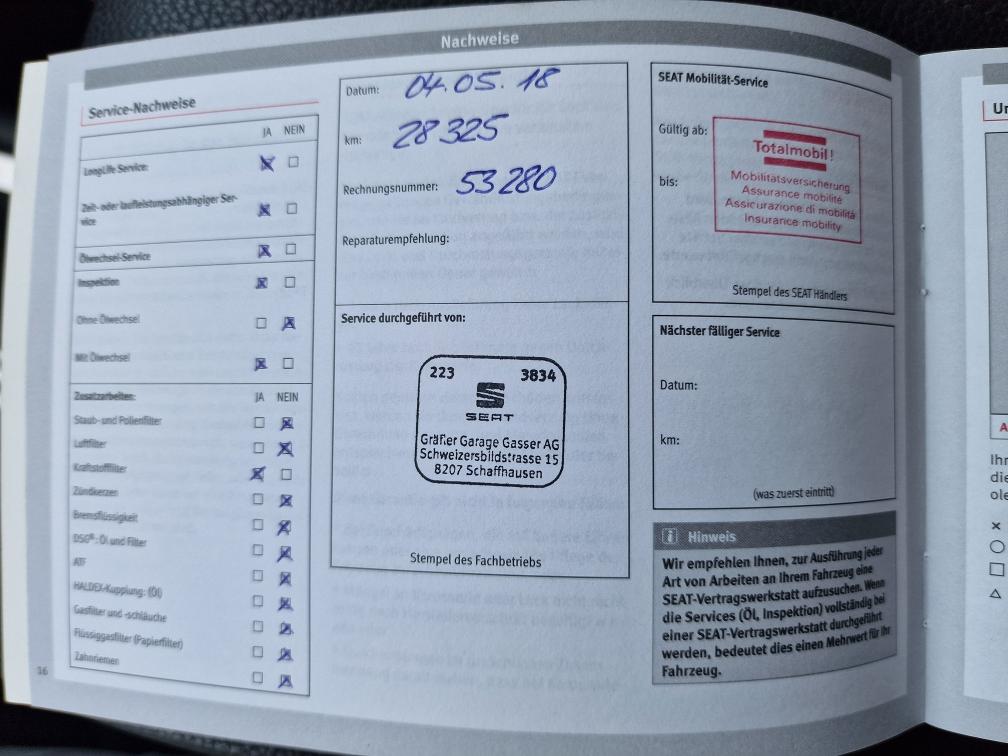 Nachweise
Service-Nachweise
JA NEIN
LongLife Service:
Zeit- oder laufleistungsabhängiger Ser-
vice
Ölwechsel-Service
Inspektion
Ohne Ölwechsel
Mit Ölwechsel
Zusatzarbeiten: JA NEIN
Staub- und Pollenfilter
Luftfilter
Kraftstofffilter
Zündkerzen
Bremsflüssigkeit
DSG®: Öl und Filter
ATF
HALDEX-Kupplung: (Öl)
Gasfilter und -schläuche
Flüssiggasfilter (Papierfilter)
Zahnriemen
16
Datum: 04.05.18
km: 28325
Rechnungsnummer: 53280
Reparaturempfehlung:
Service durchgeführt von:
223 3834
SEAT
Gräfler Garage Gasser AG
Schweizersbildstrasse 15
8207 Schaffhausen
Stempel des Fachbetriebs
SEAT Mobilität-Service
Gültig ab:
bis:
Totalmobil!
Mobilitätsversicherung
Assurance mobilité
Assicurazione di mobilità
Insurance mobility
Stempel des SEAT Händlers
Nächster fälliger Service
Datum:
km:
(was zuerst eintritt)
i Hinweis
Wir empfehlen Ihnen, zur Ausführung jeder
Art von Arbeiten an Ihrem Fahrzeug eine
SEAT-Vertragswerkstatt aufzusuchen. Wenn
die Services (Öl, Inspektion) vollständig bei
einer SEAT-Vertragswerkstatt durchgeführt
werden, bedeutet dies einen Mehrwert für Ihr
Fahrzeug.